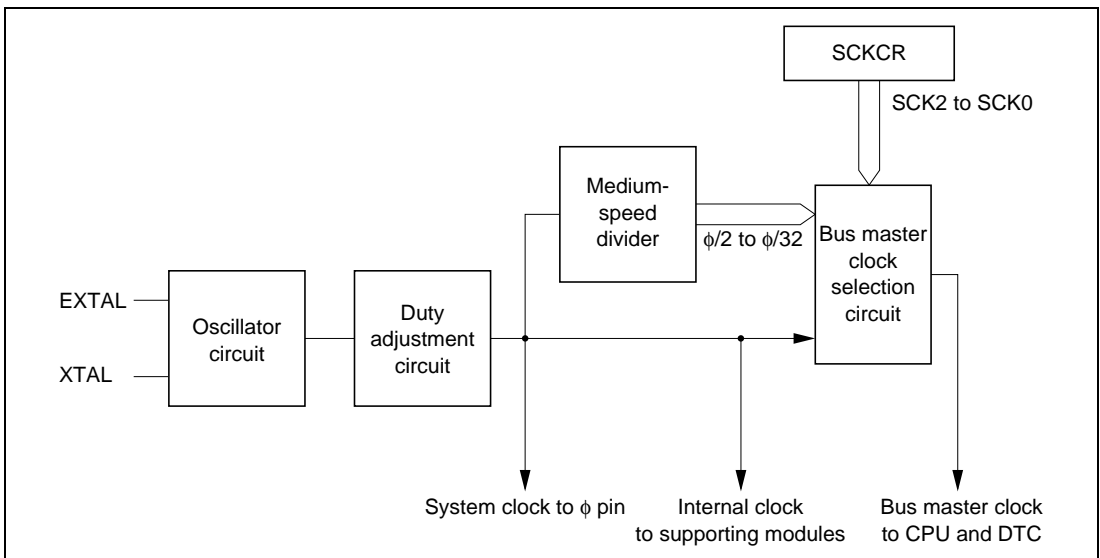 SCKCR
SCK2 to SCK0
Medium-
speed
divider
ϕ/2 to ϕ/32
Bus master
clock
selection
circuit
EXTAL
XTAL
Oscillator
circuit
Duty
adjustment
circuit
System clock to ϕ pin
Internal clock
to supporting modules
Bus master clock
to CPU and DTC